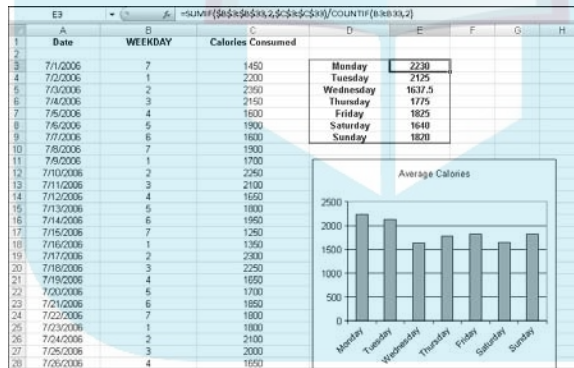 E3 =SUMIF($B$3:$B$33,2,$C$3:$C$33)/COUNTIF(B3:B33,2)
A B C D E F G H
1 Date WEEKDAY Calories Consumed
2
3 7/1/2006 7 1450 Monday 2230
4 7/2/2006 1 2200 Tuesday 2125
5 7/3/2006 2 2350 Wednesday 1637.5
6 7/4/2006 3 2150 Thursday 1775
7 7/5/2006 4 1600 Friday 1825
8 7/6/2006 5 1900 Saturday 1640
9 7/7/2006 6 1600 Sunday 1820
10 7/8/2006 7 1900
11 7/9/2006 1 1700
12 7/10/2006 2 2250
13 7/11/2006 3 2100
14 7/12/2006 4 1650
15 7/13/2006 5 1800
16 7/14/2006 6 1950
17 7/15/2006 7 1250
18 7/16/2006 1 1350
19 7/17/2006 2 2300
20 7/18/2006 3 2250
21 7/19/2006 4 1650
22 7/20/2006 5 1700
23 7/21/2006 6 1850
24 7/22/2006 7 1800
25 7/23/2006 1 1800
26 7/24/2006 2 2100
27 7/25/2006 3 2000
28 7/26/2006 4 1650
Average Calories
2500
2000
1500
1000
500
0
Monday Tuesday Wednesday Thursday Friday Saturday Sunday